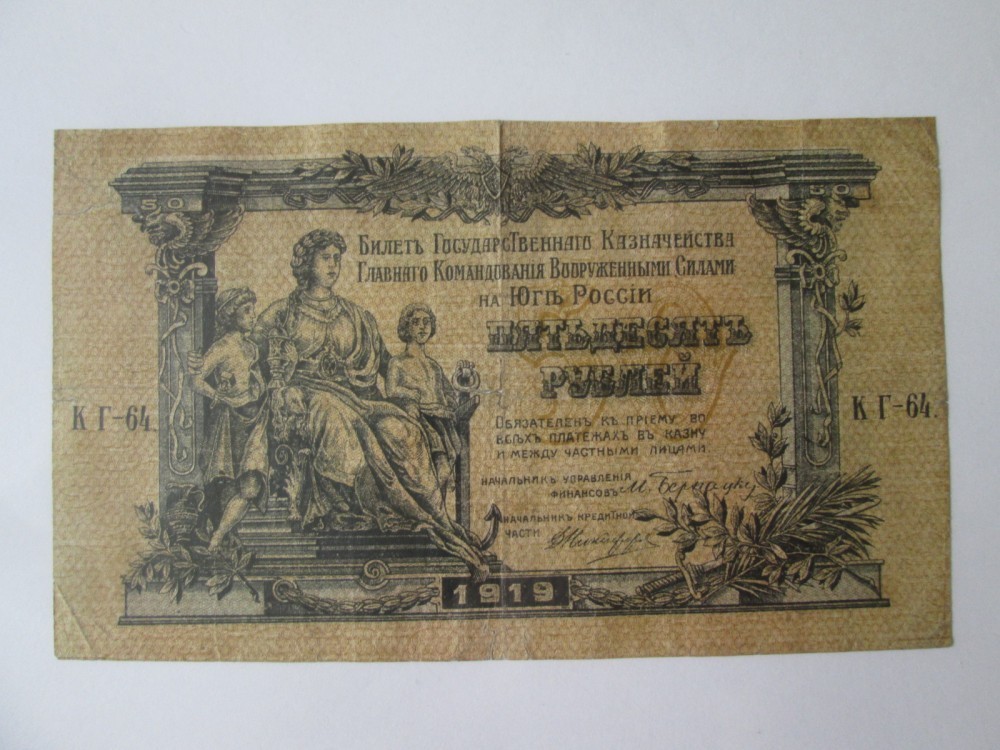 50 50
Билетъ Государственнаго Казначейства
Главнаго Командованія Вооруженными Силами
на Югѣ Россіи
ПЯТЬДЕСЯТЪ
РУБЛЕЙ
К Г-64. К Г-64.
Обязателенъ къ пріему во
всѣхъ платежахъ въ казну
и между частными лицами.
Начальникъ Управленія
Финансовъ М. Бернацкій
Начальникъ Кредитной
части
1919